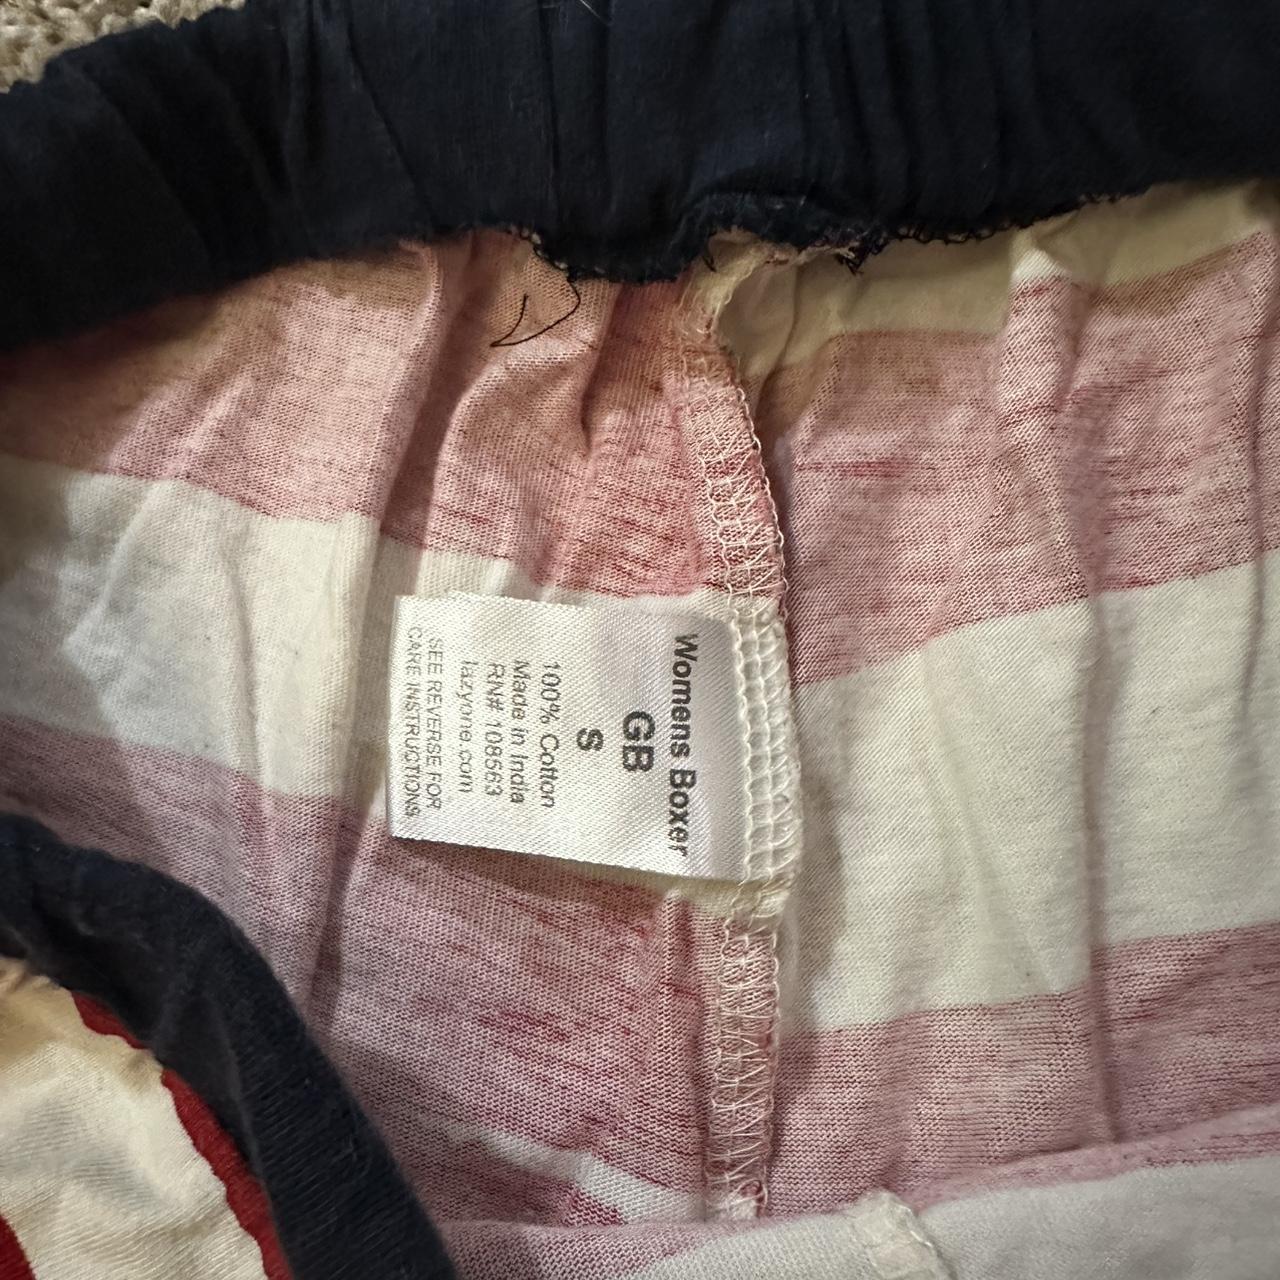 Womens Boxer
GB
S
100% Cotton
Made in India
RN# 108563
lazyone.com
SEE REVERSE FOR
CARE INSTRUCTIONS